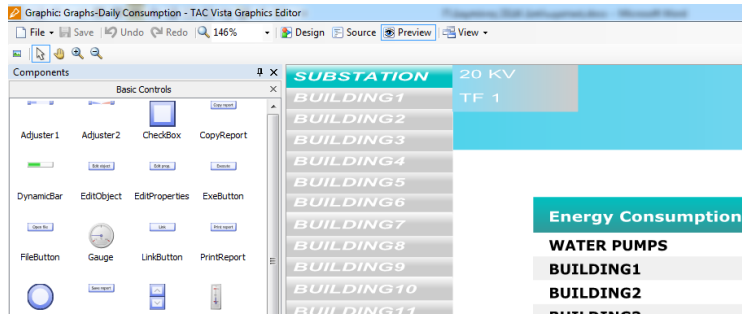 Graphic: Graphs-Daily Consumption - TAC Vista Graphics Editor
File Save Undo Redo 146% Design Source Preview View
Components
Basic Controls
Copy report
Adjuster1 Adjuster2 CheckBox CopyReport
Edit object Edit prop. Execute
DynamicBar EditObject EditProperties ExeButton
Open file Link Print report
FileButton Gauge LinkButton PrintReport
Save report
SUBSTATION
BUILDING1
BUILDING2
BUILDING3
BUILDING4
BUILDING5
BUILDING6
BUILDING7
BUILDING8
BUILDING9
BUILDING10
BUILDING11
20 KV
TF 1
Energy Consumption
WATER PUMPS
BUILDING1
BUILDING2
BUILDING3